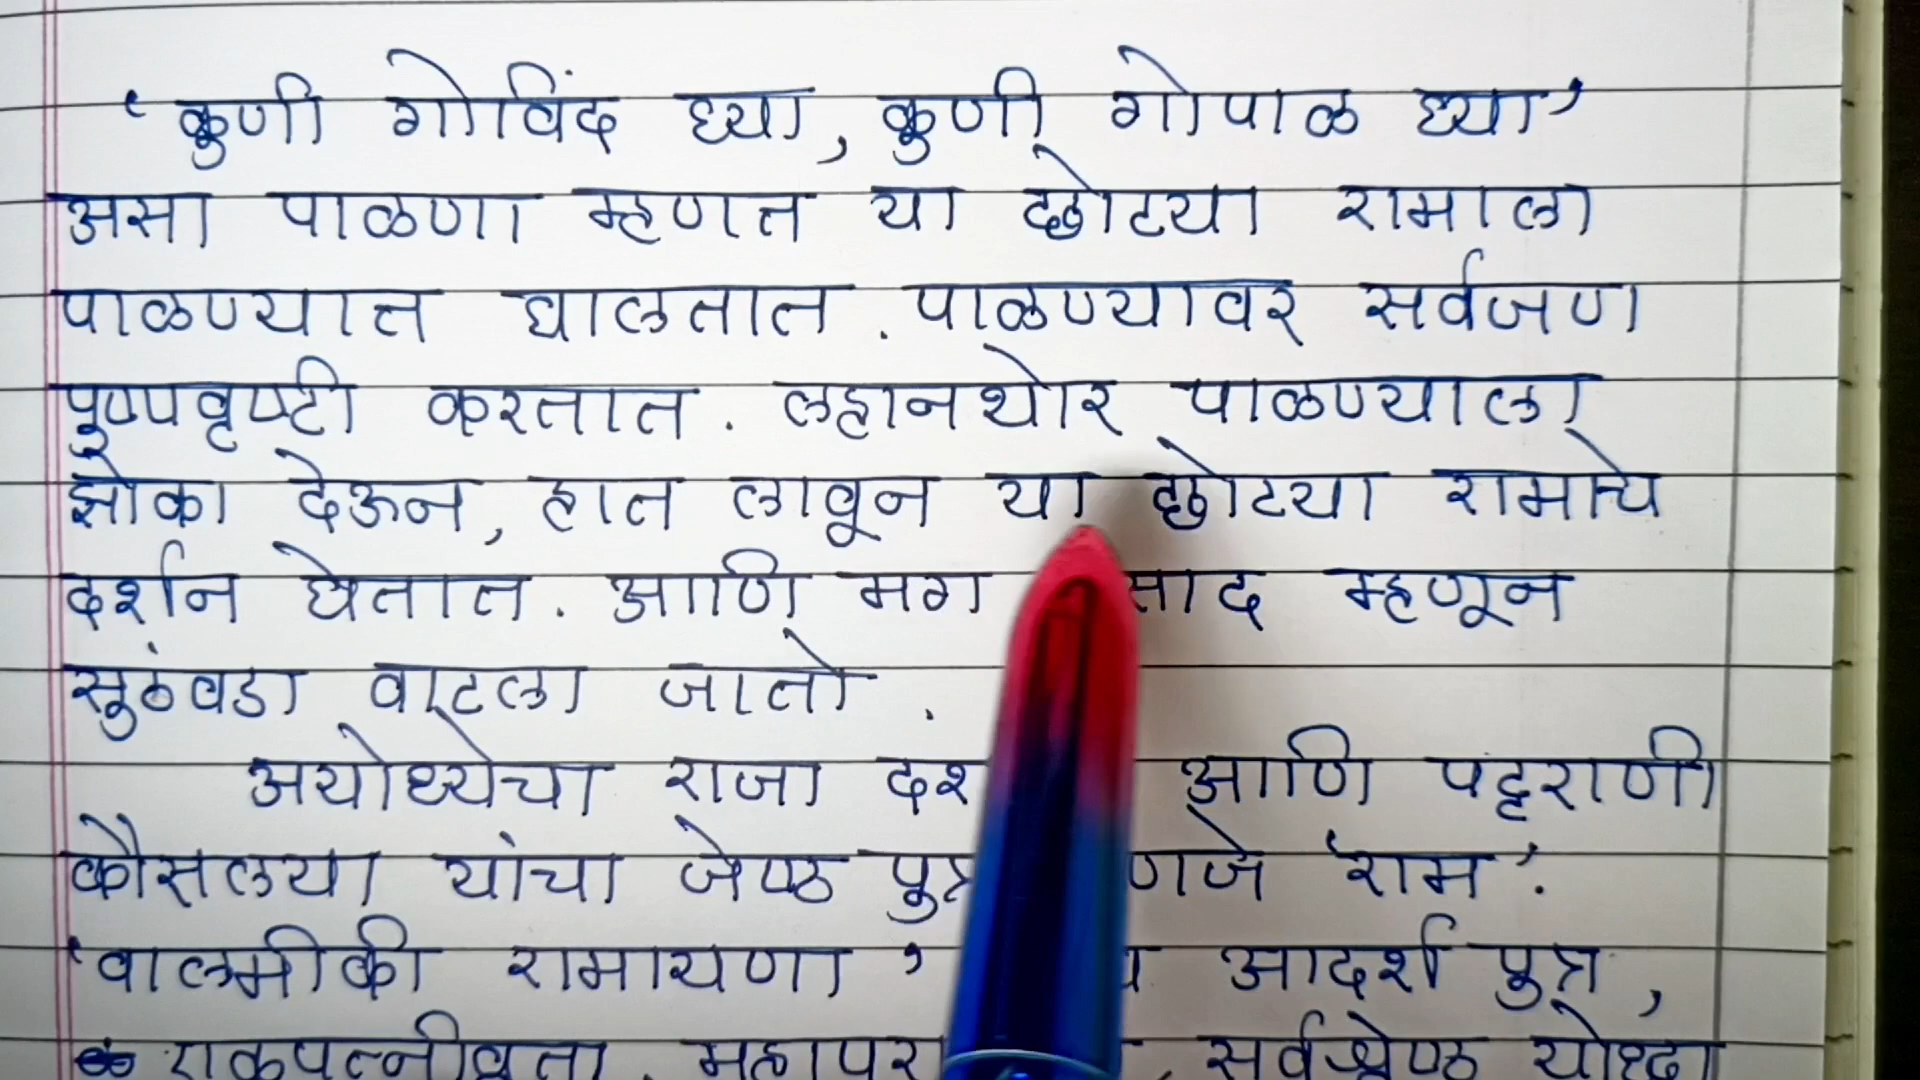 ‘कुणी गोविंद घ्या, कुणी गोपाळ घ्या’
असा पाळणा म्हणत या छोट्या रामाला
पाळण्यात घालतात. पाळण्यावर सर्वजण
पुष्पवृष्टी करतात. लहानथोर पाळण्याला
झोका देऊन, हात लावून या छोट्या रामाचे
दर्शन घेतात. आणि मग म्हणून
सुंठवडा वाटला जातो.
अयोध्येचा राजा आणि पट्टराणी
कौसल्या यांचा जेष्ठ 'राम'.
'वाल्मीकी रामायणा' आदर्श पुत्र,
एकपत्नीव्रता, सर्वश्रेष्ठ योध्दा